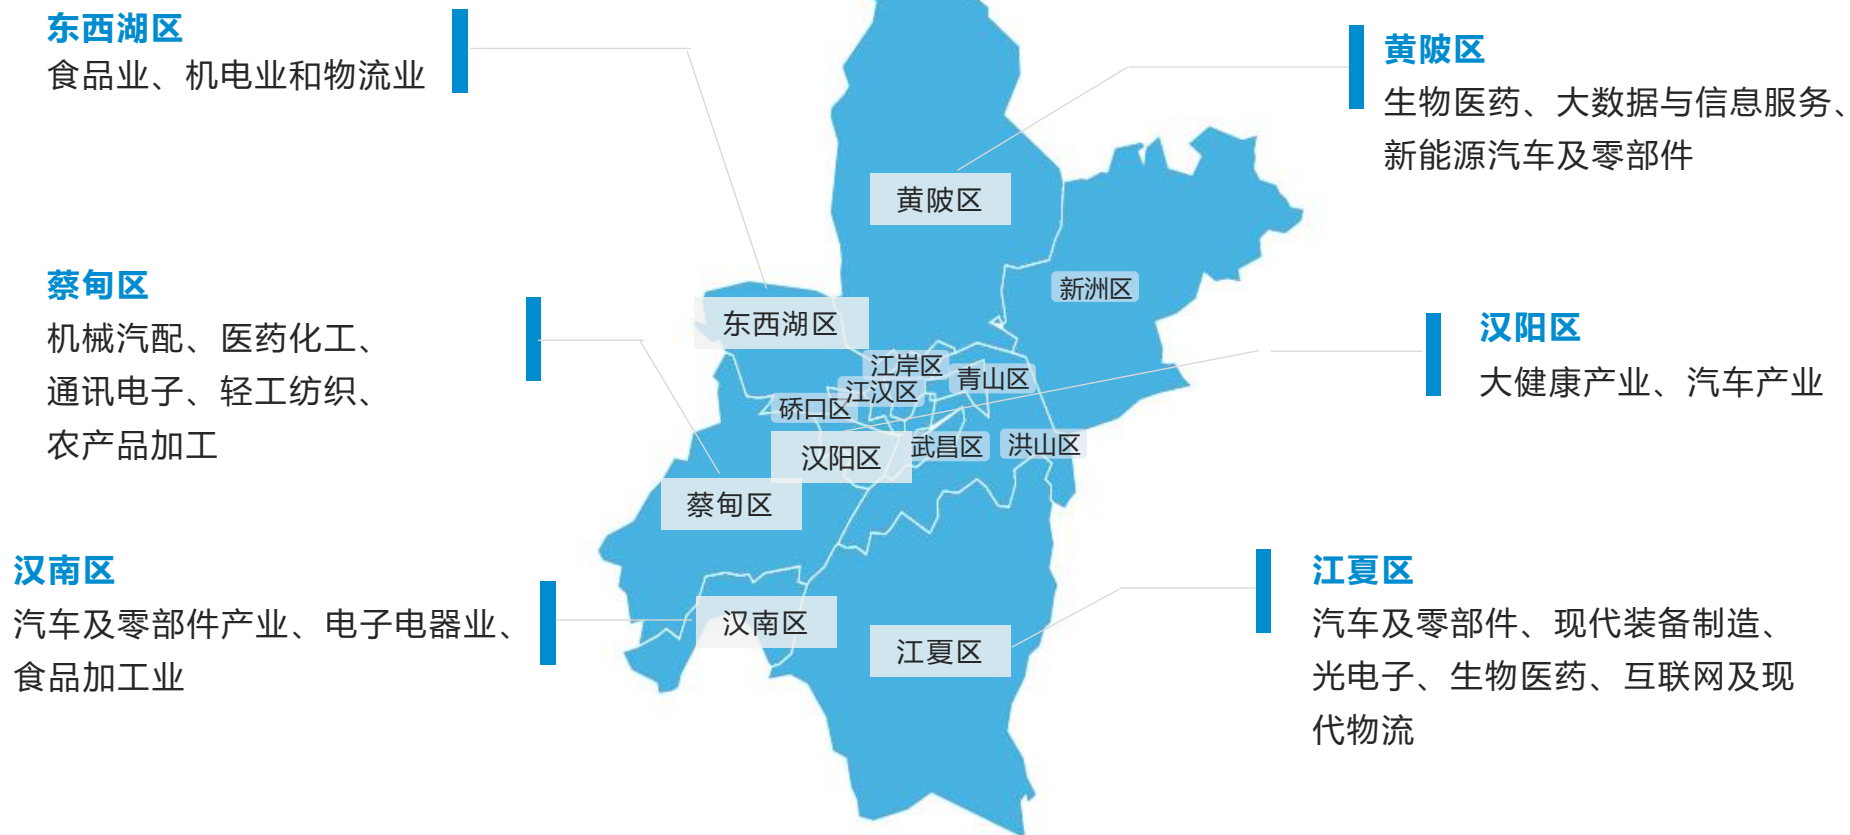 东西湖区
食品业、机电业和物流业
蔡甸区
机械汽配、医药化工、
通讯电子、轻工纺织、
农产品加工
汉南区
汽车及零部件产业、电子电器业、
食品加工业
黄陂区
新洲区
东西湖区
江岸区
青山区
江汉区
硚口区
武昌区
洪山区
汉阳区
蔡甸区
汉南区
江夏区
黄陂区
生物医药、大数据与信息服务、
新能源汽车及零部件
汉阳区
大健康产业、汽车产业
江夏区
汽车及零部件、现代装备制造、
光电子、生物医药、互联网及现
代物流